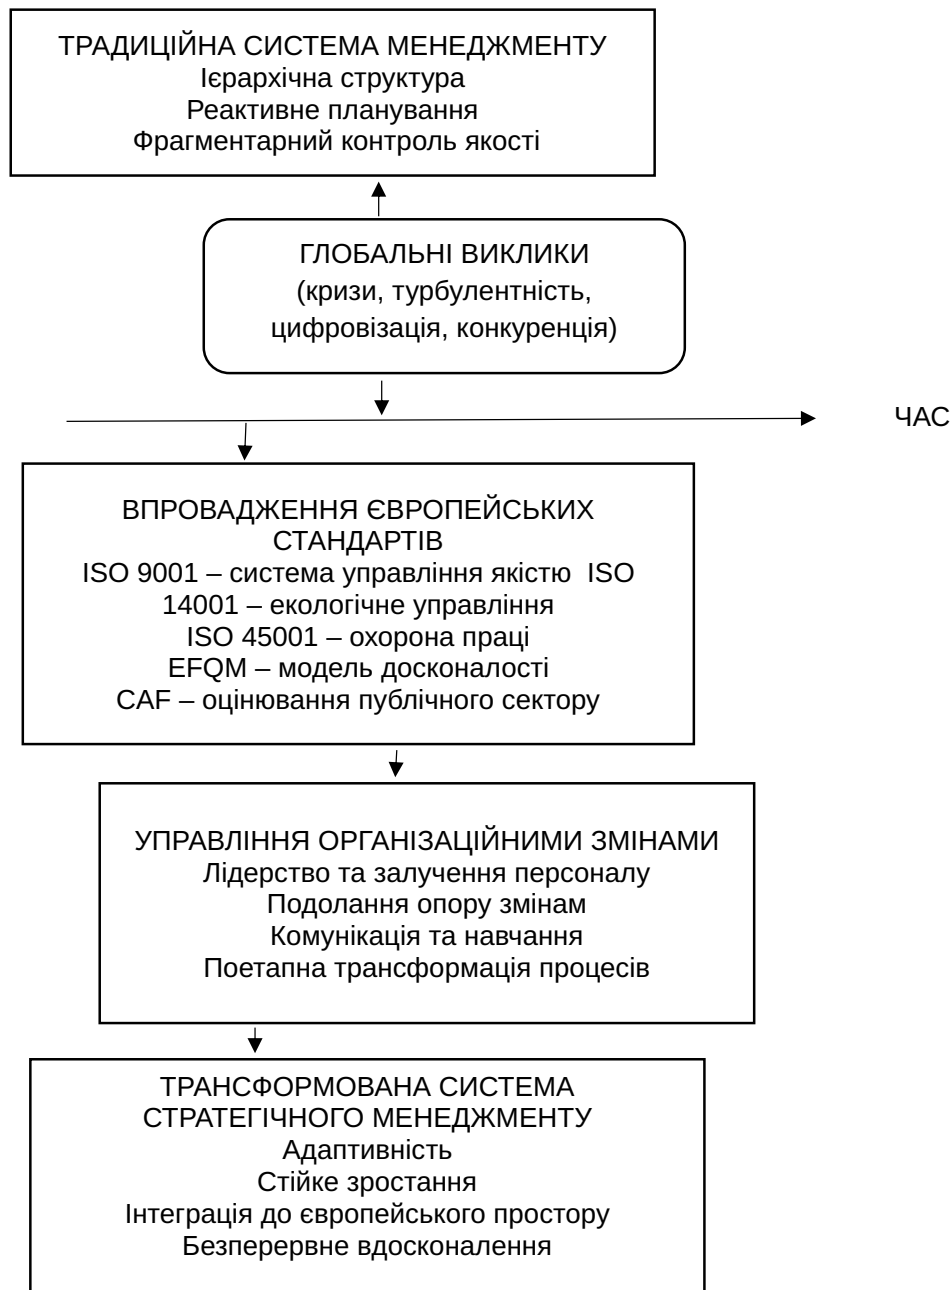 ТРАДИЦІЙНА СИСТЕМА МЕНЕДЖМЕНТУ
Ієрархічна структура
Реактивне планування
Фрагментарний контроль якості
ГЛОБАЛЬНІ ВИКЛИКИ
(кризи, турбулентність,
цифровізація, конкуренція)
ЧАС
ВПРОВАДЖЕННЯ ЄВРОПЕЙСЬКИХ
СТАНДАРТІВ
ISO 9001 – система управління якістю  ISO
14001 – екологічне управління
ISO 45001 – охорона праці
EFQM – модель досконалості
CAF – оцінювання публічного сектору
УПРАВЛІННЯ ОРГАНІЗАЦІЙНИМИ ЗМІНАМИ
Лідерство та залучення персоналу
Подолання опору змінам
Комунікація та навчання
Поетапна трансформація процесів
ТРАНСФОРМОВАНА СИСТЕМА
СТРАТЕГІЧНОГО МЕНЕДЖМЕНТУ
Адаптивність
Стійке зростання
Інтеграція до європейського простору
Безперервне вдосконалення